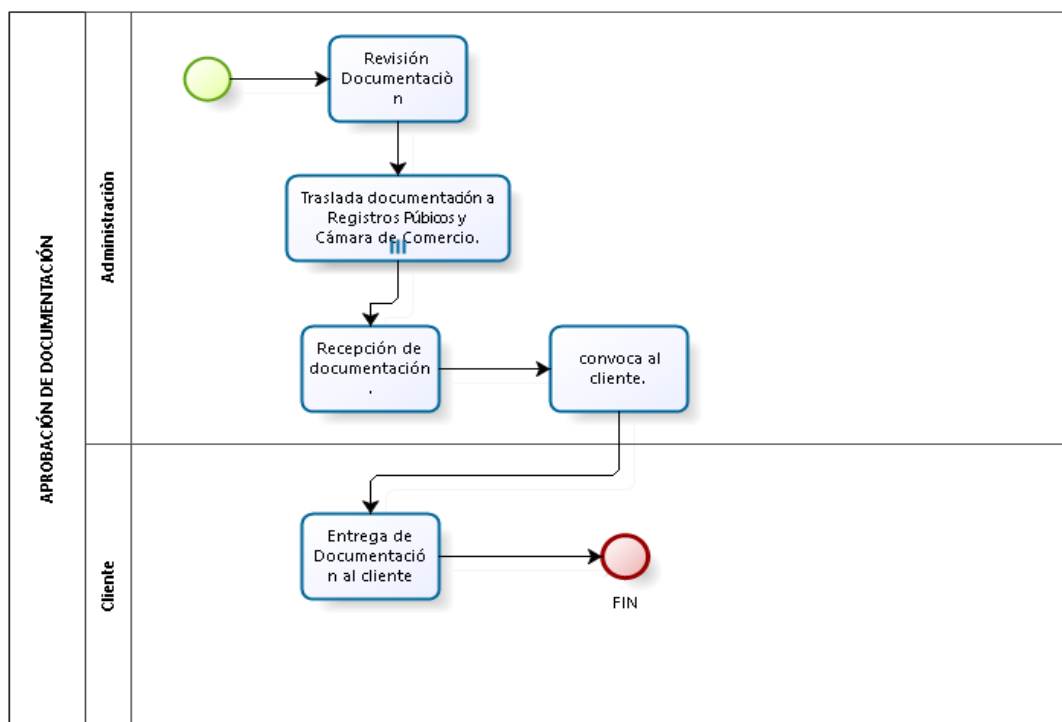 APROBACIÓN DE DOCUMENTACIÓN
Administraciòn
Revisión
Documentaciò
n
Traslada documentación a
Registros Púbicos y
Cámara de Comercio.
Recepción de
documentación
.
convoca al
cliente.
Cliente
Entrega de
Documentació
n al cliente
FIN